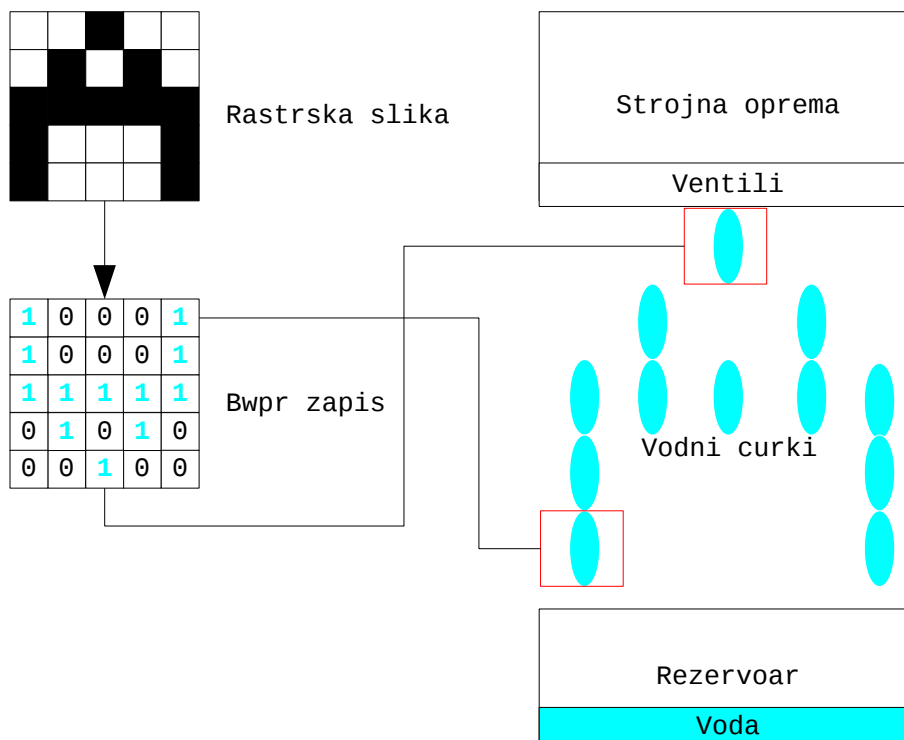 Rastrska slika
Strojna oprema
Ventili
1 0 0 0 1
1 0 0 0 1
1 1 1 1 1
0 1 0 1 0
0 0 1 0 0
Bwpr zapis
Vodni curki
Rezervoar
Voda